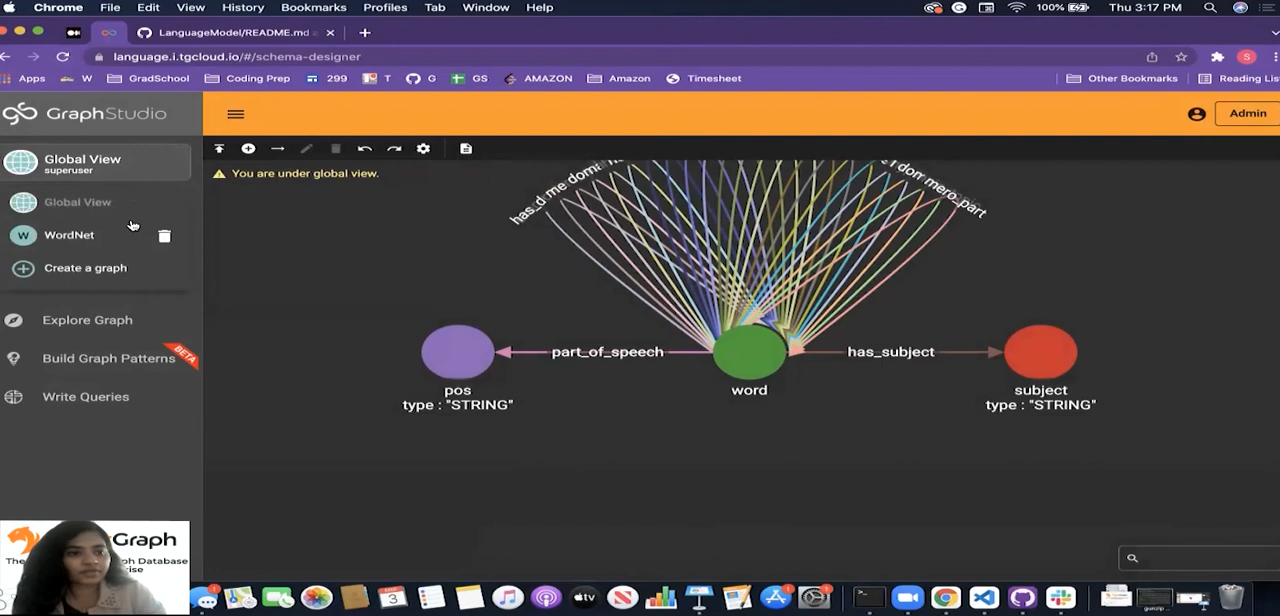 Chrome File Edit View History Bookmarks Profiles Tab Window Help 100% Thu 3:17 PM
LanguageModel/README.md
language.i.tgcloud.io/#/schema-designer S
Apps W GradSchool Coding Prep 299 T G GS AMAZON Amazon Timesheet Other Bookmarks Reading List
GraphStudio
Admin
Global View
superuser
You are under global view.
Global View
W WordNet
Create a graph
Explore Graph
BETA
Build Graph Patterns
Write Queries
mero_part
part_of_speech
has_subject
pos
type : "STRING"
word
subject
type : "STRING"
Graph